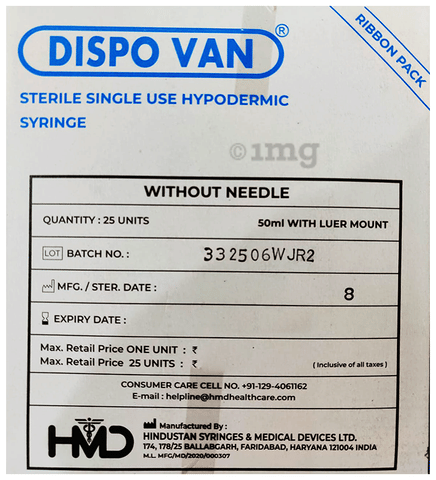 DISPO VAN®
RIBBON PACK
STERILE SINGLE USE HYPODERMIC
SYRINGE
©1mg
WITHOUT NEEDLE
QUANTITY : 25 UNITS 50ml WITH LUER MOUNT
LOT BATCH NO. : 332506WJR2
MFG. / STER. DATE : 8
EXPIRY DATE :
Max. Retail Price ONE UNIT : ₹
Max. Retail Price 25 UNITS : ₹ ( Inclusive of all taxes )
CONSUMER CARE CELL NO. +91-129-4061162
E-mail : helpline@hmdhealthcare.com
HMD
Manufactured By :
HINDUSTAN SYRINGES & MEDICAL DEVICES LTD.
174, 178/25 BALLABGARH, FARIDABAD, HARYANA 121004 INDIA
M.L. MFG/MD/2020/000307